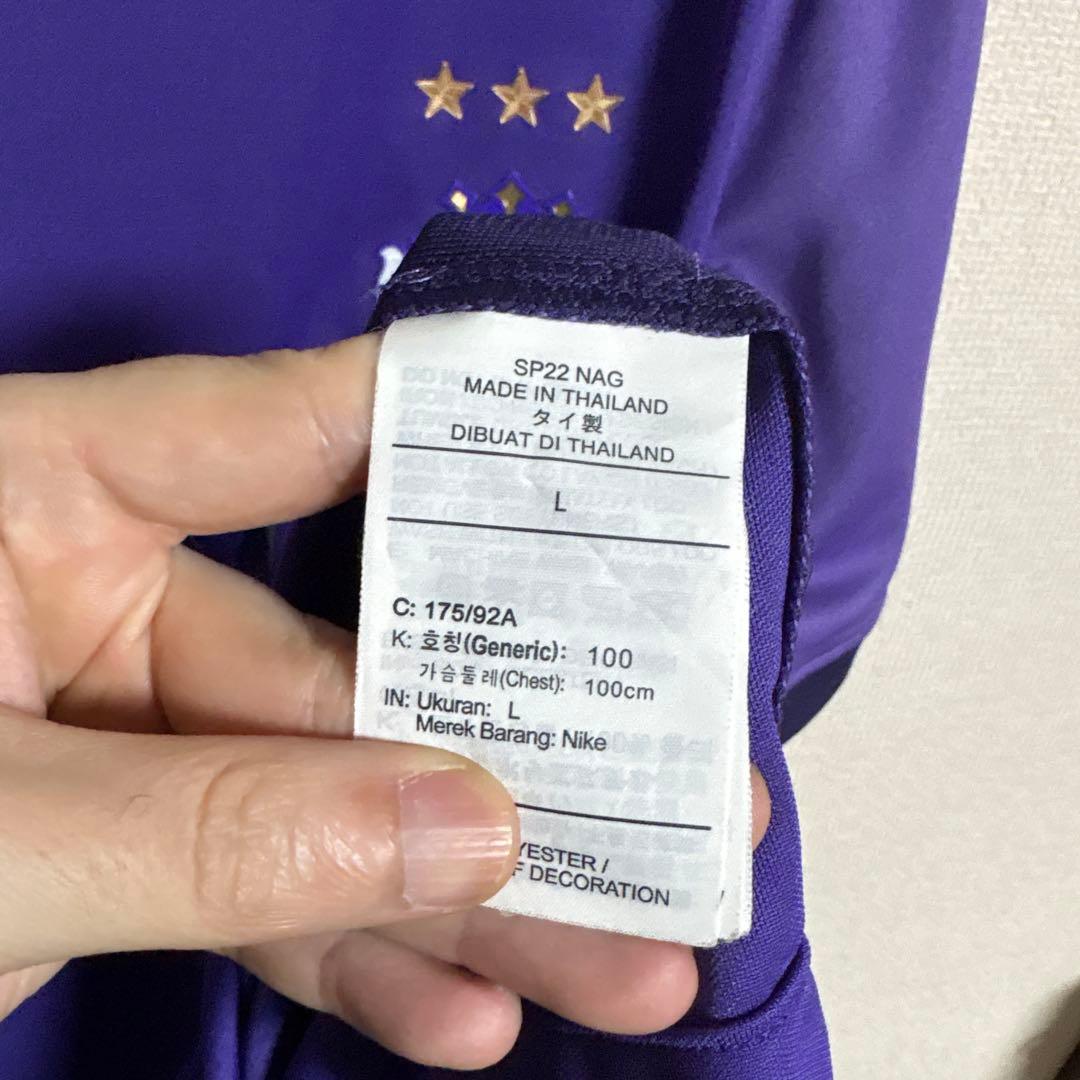 SP22 NAG
MADE IN THAILAND
タイ製
DIBUAT DI THAILAND
L
C: 175/92A
K: 호칭(Generic): 100
가슴둘레(Chest): 100cm
IN: Ukuran: L
Merek Barang: Nike
YESTER /
F DECORATION